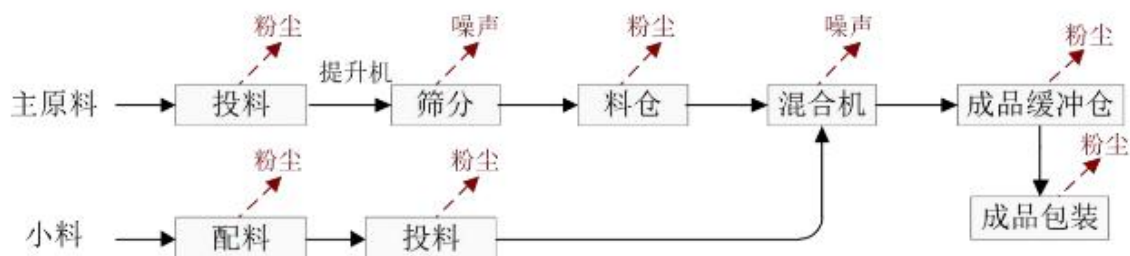 粉尘 噪声 粉尘 噪声 粉尘
提升机
主原料 投料 筛分 料仓 混合机 成品缓冲仓
粉尘 粉尘 粉尘
小料 配料 投料 成品包装